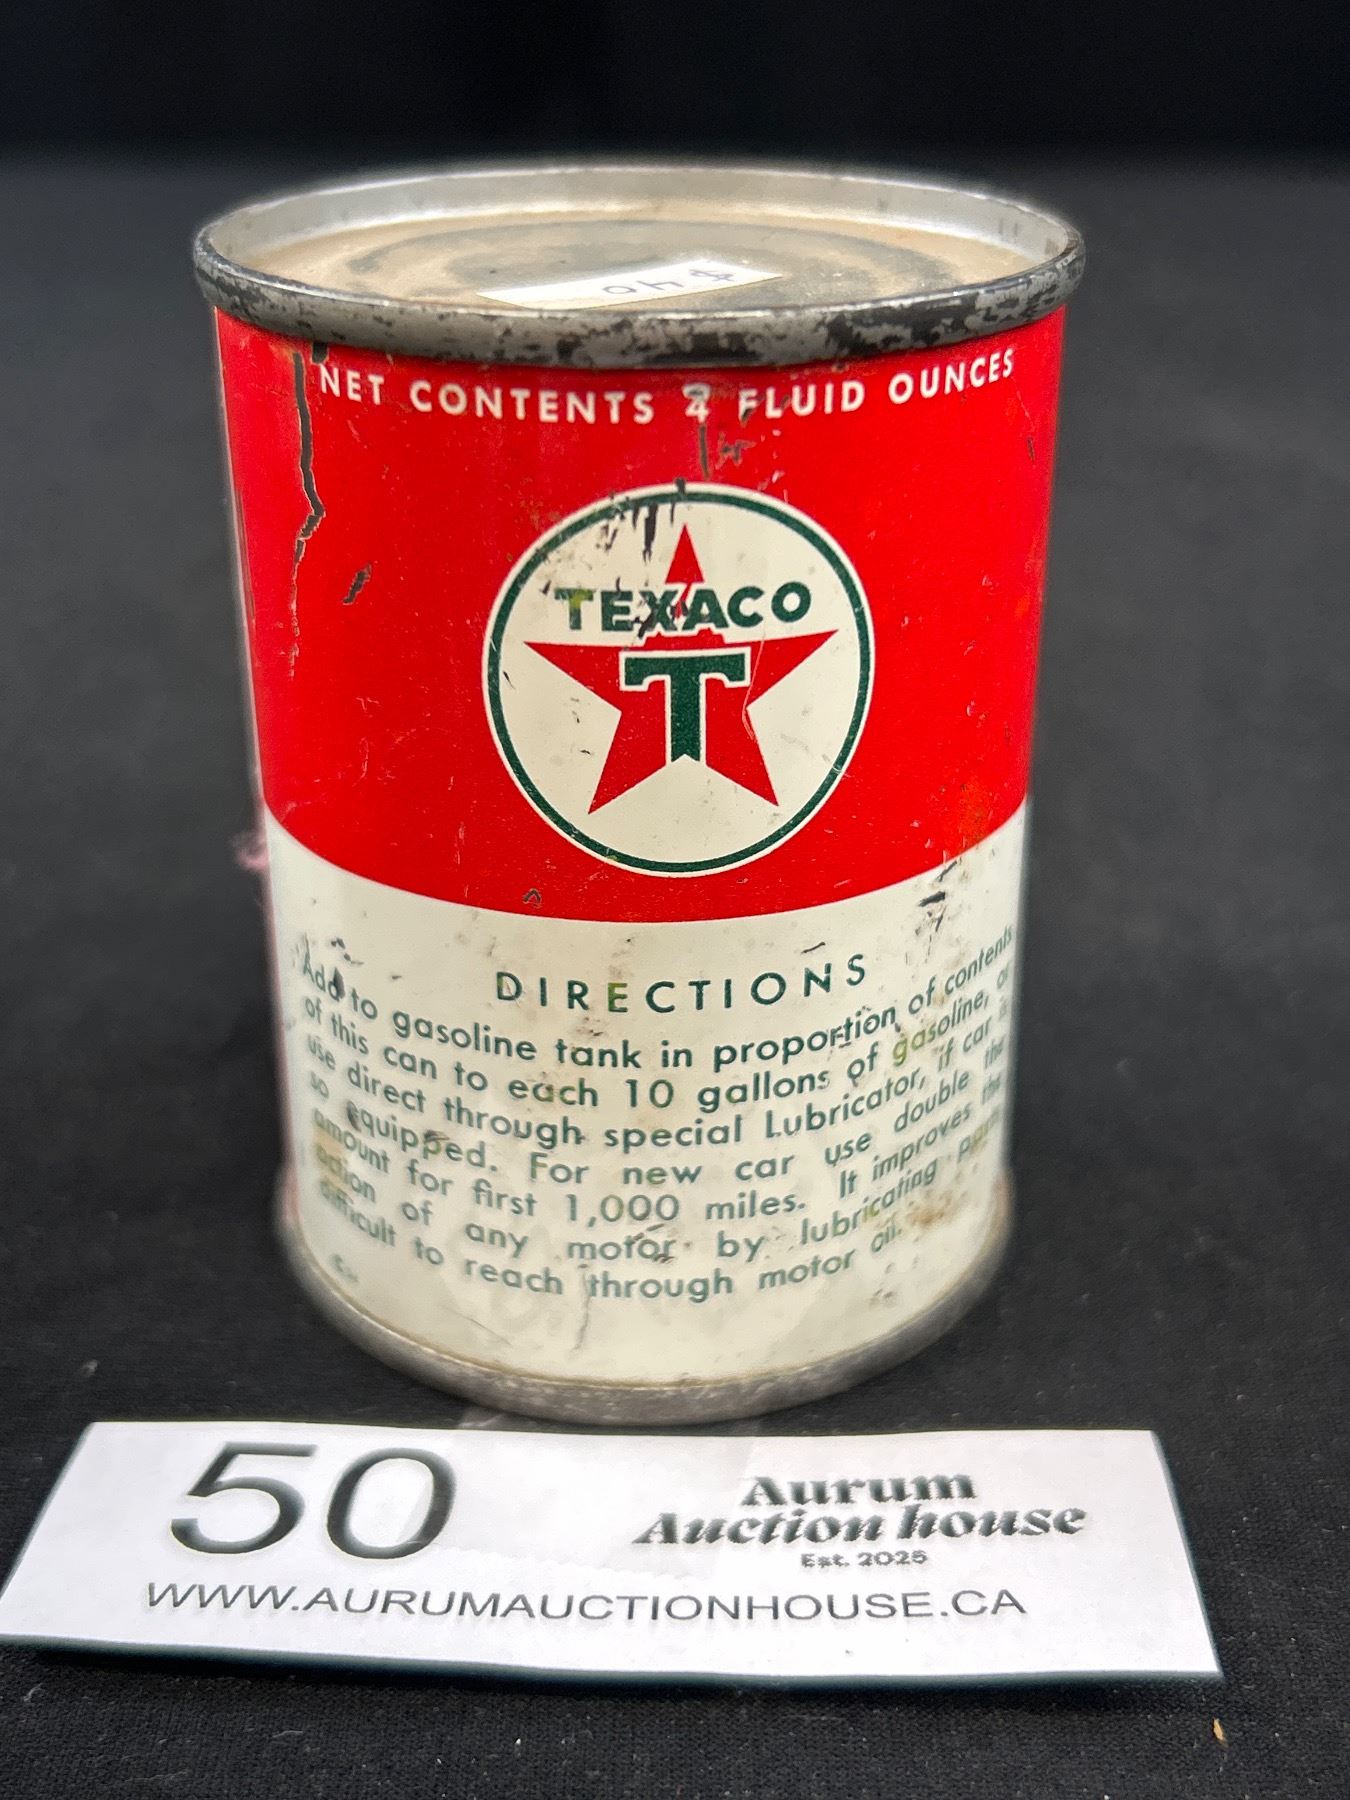 $40
NET CONTENTS 4 FLUID OUNCES
TEXACO
T
DIRECTIONS
Add to gasoline tank in proportion of contents
of this can to each 10 gallons of gasoline, or
use direct through special Lubricator, if car is
so equipped. For new car use double the
amount for first 1,000 miles. It improves the
action of any motor by lubricating parts
difficult to reach through motor oil.
50
Aurum
Auction house
Est. 2025
WWW.AURUMAUCTIONHOUSE.CA